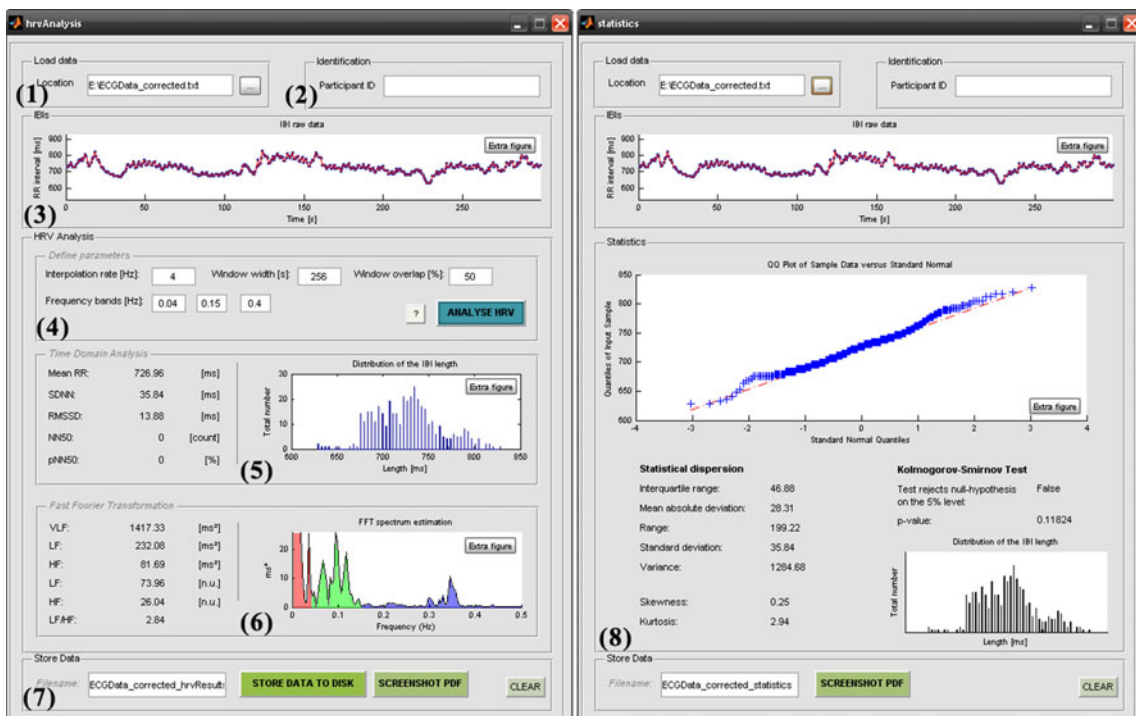 hrvAnalysis
Load data
Location E:\ECGData_corrected.txt ...
(1)
Identification
Participant ID
(2)
IBIs
IBI raw data
Extra figure
RR interval [ms]
900
800
700
600
0 50 100 150 200 250
Time [s]
(3)
HRV Analysis
Define parameters
Interpolation rate [Hz]: 4 Window width [s]: 256 Window overlap [%]: 50
Frequency bands [Hz]: 0.04 0.15 0.4
? ANALYSE HRV
(4)
Time Domain Analysis
Mean RR: 726.96 [ms]
SDNN: 35.84 [ms]
RMSSD: 13.88 [ms]
NN50: 0 [count]
pNN50: 0 [%]
Distribution of the IBI length
Extra figure
Total number
30
20
10
0
600 650 700 750 800 850
Length [ms]
(5)
Fast Fourier Transformation
VLF: 1417.33 [ms²]
LF: 232.08 [ms²]
HF: 81.69 [ms²]
LF: 73.96 [n.u.]
HF: 26.04 [n.u.]
LF/HF: 2.84
FFT spectrum estimation
Extra figure
ms²
20
10
0
0 0.1 0.2 0.3 0.4 0.5
Frequency (Hz)
(6)
Store Data
Filename: ECGData_corrected_hrvResults STORE DATA TO DISK SCREENSHOT PDF CLEAR
(7)
statistics
Load data
Location E:\ECGData_corrected.txt ...
Identification
Participant ID
IBIs
IBI raw data
Extra figure
RR interval [ms]
900
800
700
600
0 50 100 150 200 250
Time [s]
Statistics
QQ Plot of Sample Data versus Standard Normal
Quantiles of Input Sample
850
800
750
700
650
600
-4 -3 -2 -1 0 1 2 3 4
Extra figure
Standard Normal Quantiles
Statistical dispersion
Interquartile range: 46.88
Mean absolute deviation: 28.31
Range: 199.22
Standard deviation: 35.84
Variance: 1284.68
Skewness: 0.25
Kurtosis: 2.94
(8)
Kolmogorov-Smirnov Test
Test rejects null-hypothesis False
on the 5% level:
p-value: 0.11824
Distribution of the IBI length
Total number
Length [ms]
Store Data
Filename: ECGData_corrected_statistics SCREENSHOT PDF CLEAR